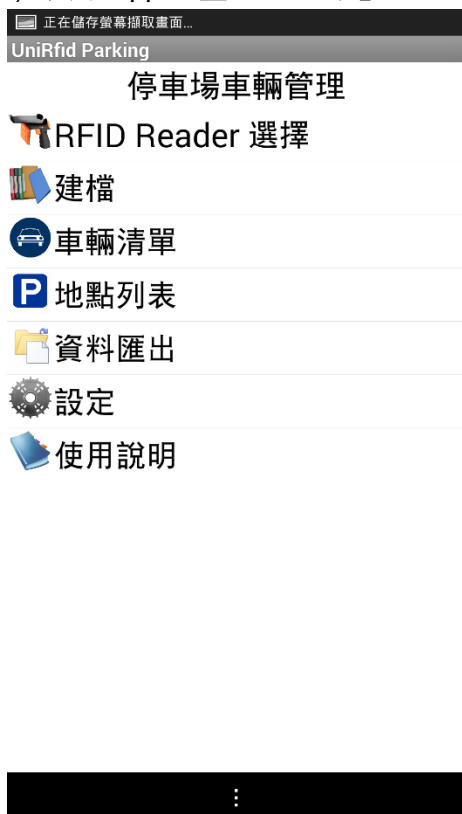 正在儲存螢幕擷取畫面...
UniRfid Parking
停車場車輛管理
RFID Reader 選擇
建檔
車輛清單
P 地點列表
資料匯出
設定
使用說明